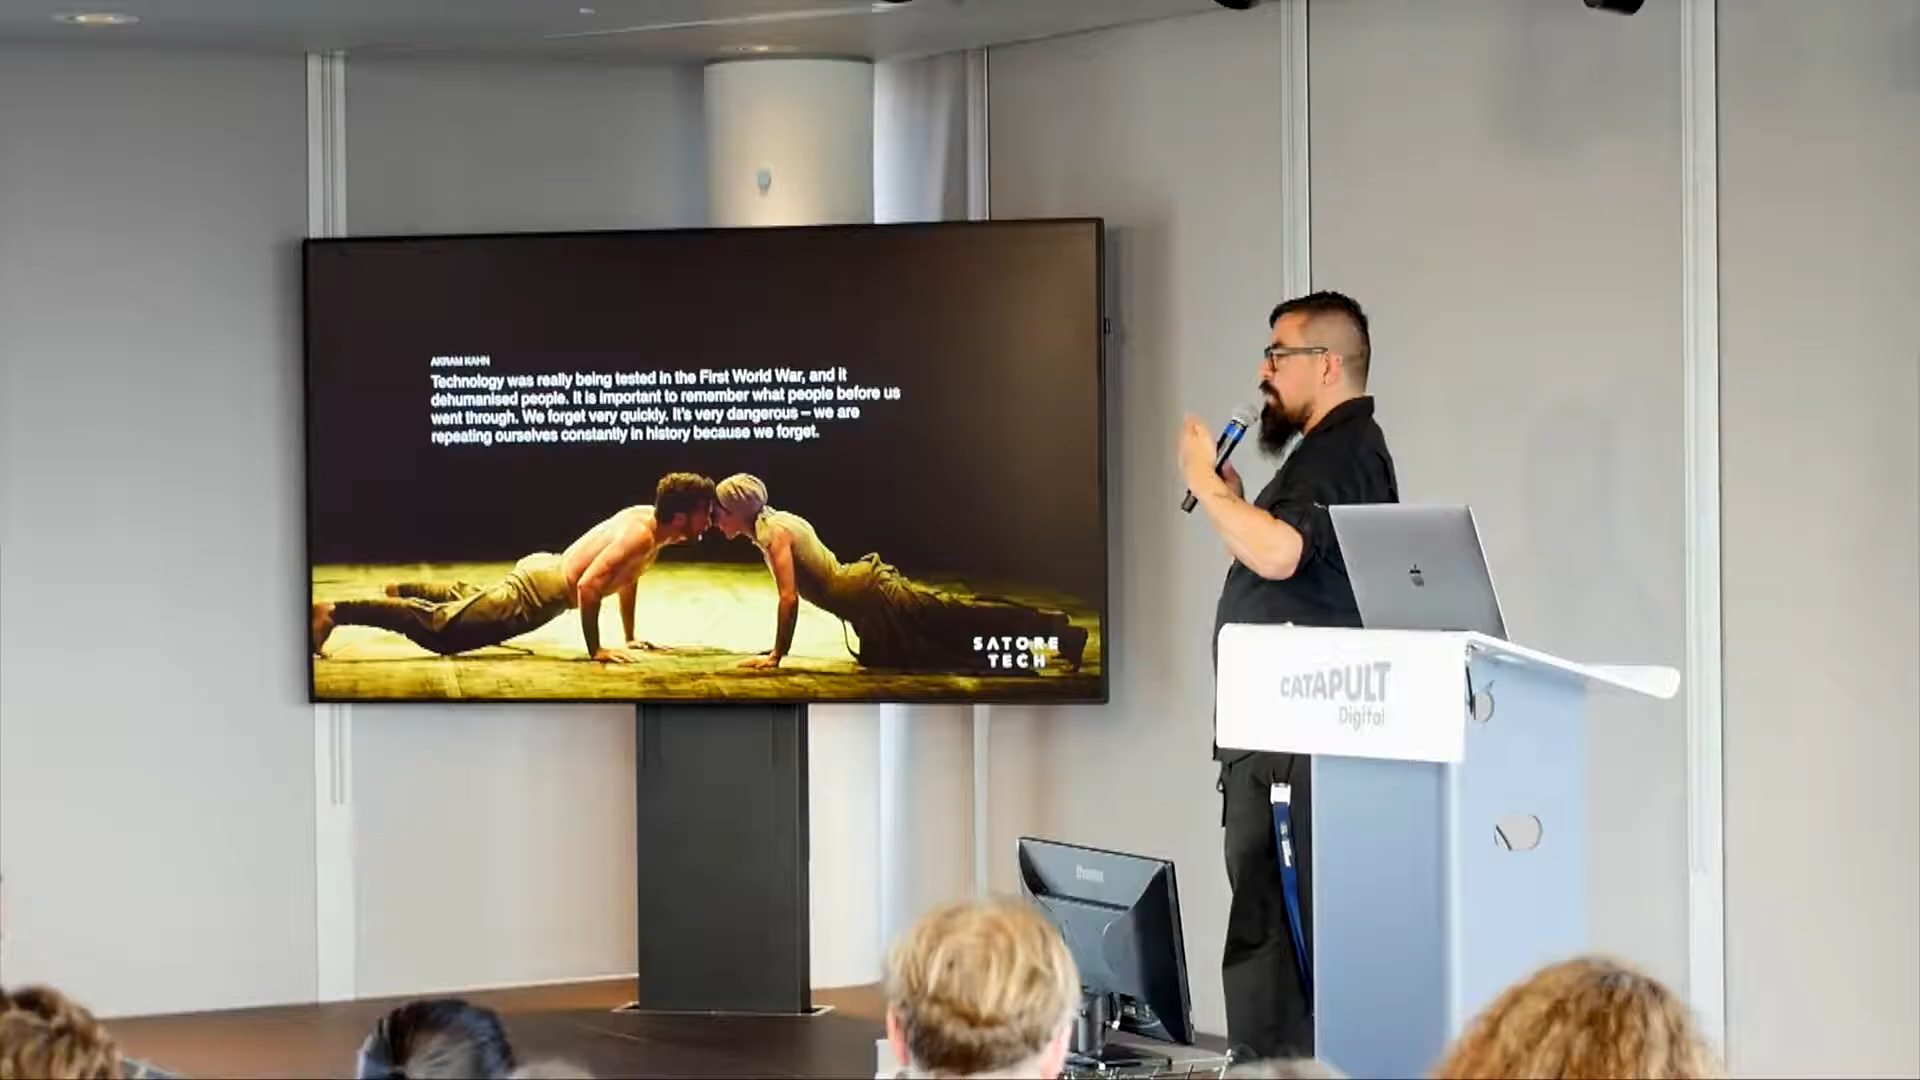 AKRAM KAHN
Technology was really being tested in the First World War, and it
dehumanised people. It is important to remember what people before us
went through. We forget very quickly. It's very dangerous – we are
repeating ourselves constantly in history because we forget.
SATORE
TECH
CATAPULT
Digital